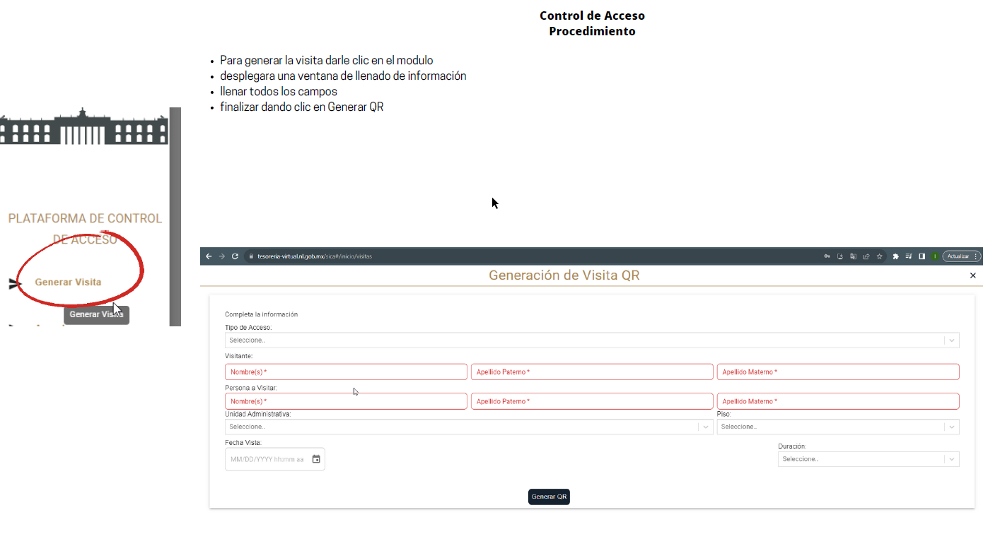 Control de Acceso
Procedimiento
• Para generar la visita darle clic en el modulo
• desplegara una ventana de llenado de información
• llenar todos los campos
• finalizar dando clic en Generar QR
PLATAFORMA DE CONTROL
DE ACCESO
Generar Visita
Generar Visita
tesoreria-virtual.nl.gob.mx/sica#/inicio/visitas
I
Actualizar
Generación de Visita QR
Completa la información
Tipo de Acceso:
Seleccione..
Visitante:
Nombre(s) * Apellido Paterno * Apellido Materno *
Persona a Visitar:
Nombre(s) * Apellido Paterno * Apellido Materno *
Unidad Administrativa: Piso:
Seleccione.. Seleccione..
Fecha Vista:
MM/DD/YYYY hh:mm aa
Duración:
Seleccione..
Generar QR